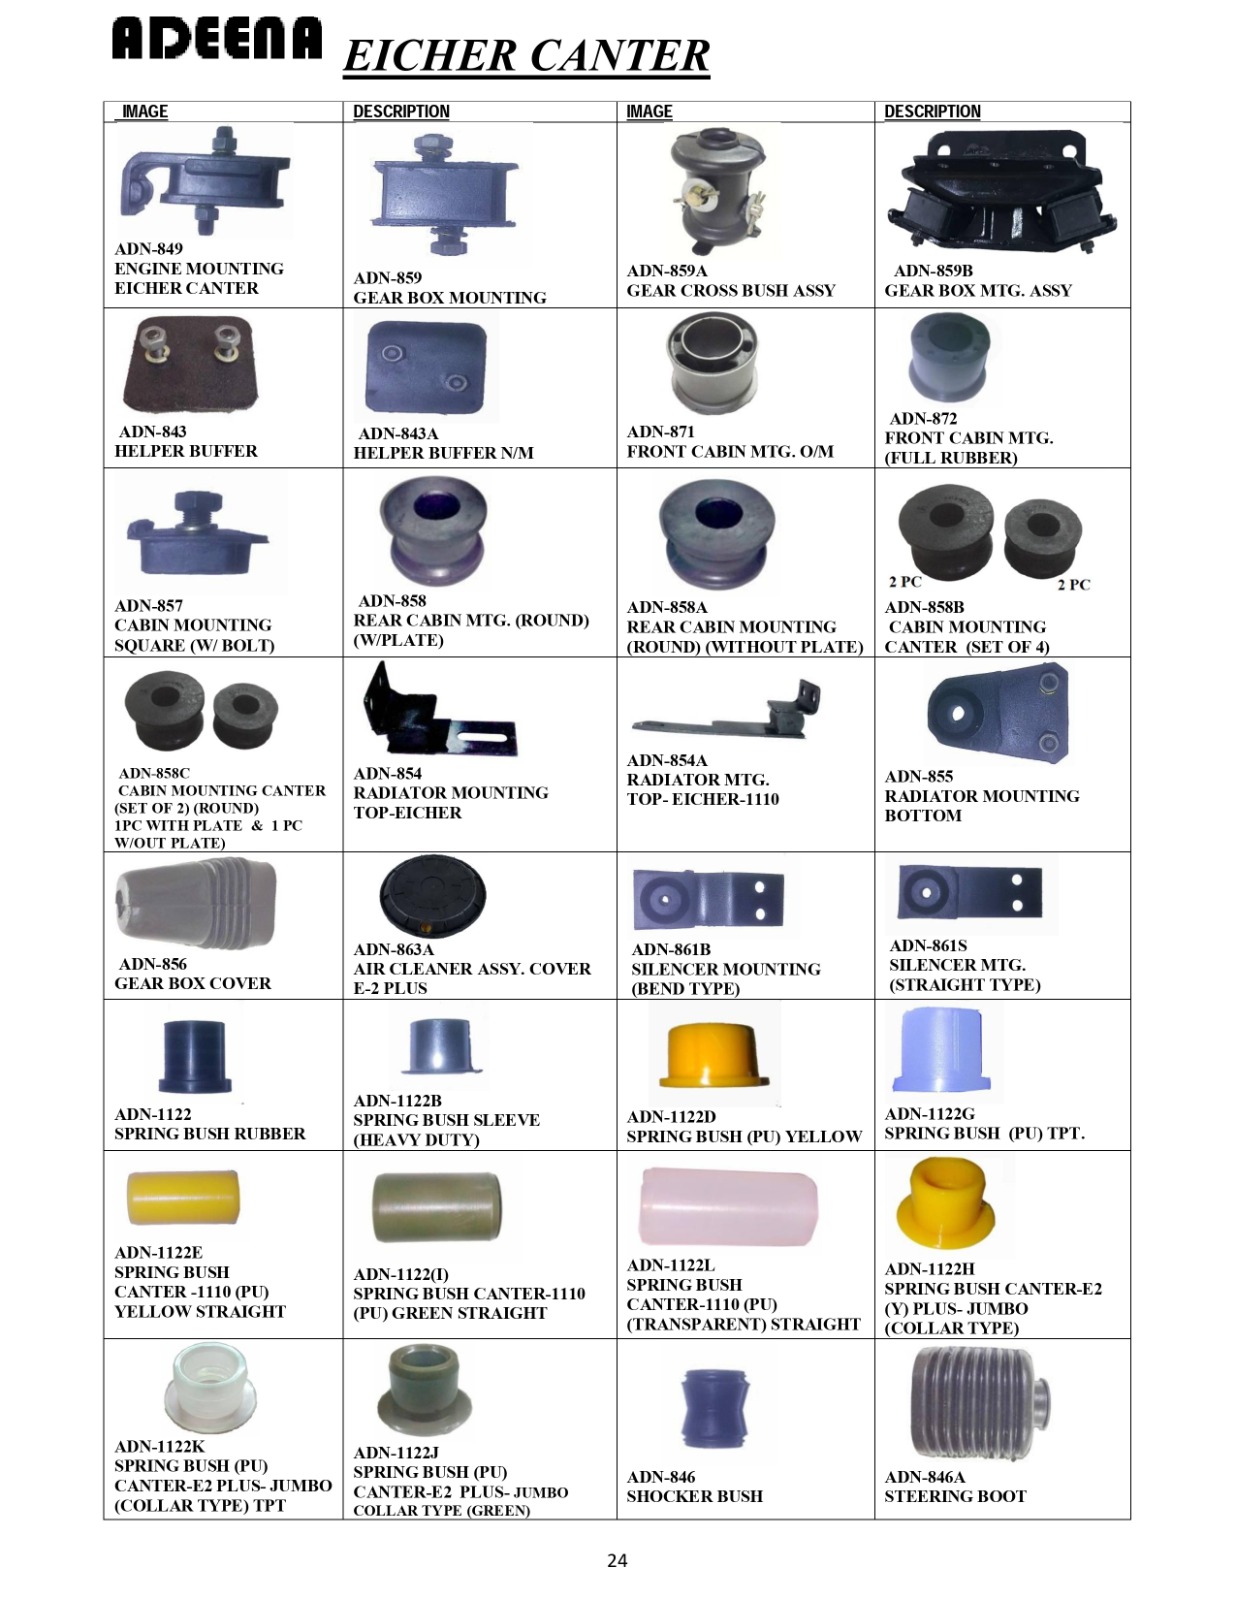 ADEENA EICHER CANTER
IMAGE DESCRIPTION IMAGE DESCRIPTION
ADN-849
ENGINE MOUNTING
EICHER CANTER
ADN-859
GEAR BOX MOUNTING
ADN-859A
GEAR CROSS BUSH ASSY
ADN-859B
GEAR BOX MTG. ASSY
ADN-843
HELPER BUFFER
ADN-843A
HELPER BUFFER N/M
ADN-871
FRONT CABIN MTG. O/M
ADN-872
FRONT CABIN MTG.
(FULL RUBBER)
ADN-857
CABIN MOUNTING
SQUARE (W/ BOLT)
ADN-858
REAR CABIN MTG. (ROUND)
(W/PLATE)
ADN-858A
REAR CABIN MOUNTING
(ROUND) (WITHOUT PLATE)
2 PC 2 PC
ADN-858B
CABIN MOUNTING
CANTER (SET OF 4)
ADN-858C
CABIN MOUNTING CANTER
(SET OF 2) (ROUND)
1PC WITH PLATE & 1 PC
W/OUT PLATE)
ADN-854
RADIATOR MOUNTING
TOP-EICHER
ADN-854A
RADIATOR MTG.
TOP- EICHER-1110
ADN-855
RADIATOR MOUNTING
BOTTOM
ADN-856
GEAR BOX COVER
ADN-863A
AIR CLEANER ASSY. COVER
E-2 PLUS
ADN-861B
SILENCER MOUNTING
(BEND TYPE)
ADN-861S
SILENCER MTG.
(STRAIGHT TYPE)
ADN-1122
SPRING BUSH RUBBER
ADN-1122B
SPRING BUSH SLEEVE
(HEAVY DUTY)
ADN-1122D
SPRING BUSH (PU) YELLOW
ADN-1122G
SPRING BUSH (PU) TPT.
ADN-1122E
SPRING BUSH
CANTER -1110 (PU)
YELLOW STRAIGHT
ADN-1122(I)
SPRING BUSH CANTER-1110
(PU) GREEN STRAIGHT
ADN-1122L
SPRING BUSH
CANTER-1110 (PU)
(TRANSPARENT) STRAIGHT
ADN-1122H
SPRING BUSH CANTER-E2
(Y) PLUS- JUMBO
(COLLAR TYPE)
ADN-1122K
SPRING BUSH (PU)
CANTER-E2 PLUS- JUMBO
(COLLAR TYPE) TPT
ADN-1122J
SPRING BUSH (PU)
CANTER-E2 PLUS- JUMBO
COLLAR TYPE (GREEN)
ADN-846
SHOCKER BUSH
ADN-846A
STEERING BOOT
24